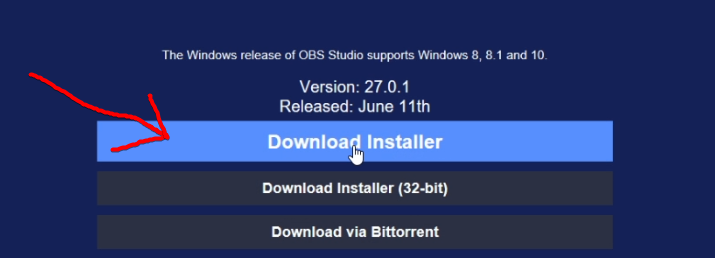 The Windows release of OBS Studio supports Windows 8, 8.1 and 10.
Version: 27.0.1
Released: June 11th
Download Installer
Download Installer (32-bit)
Download via Bittorrent